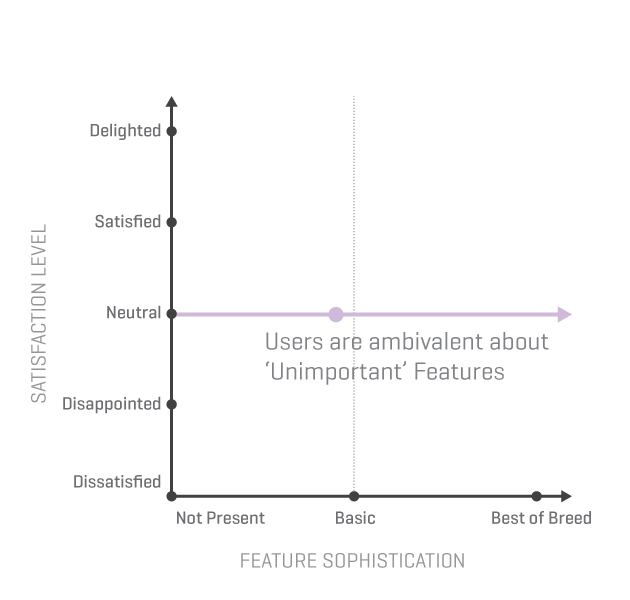 Delighted
Satisfied
Neutral
Disappointed
Dissatisfied
SATISFACTION LEVEL
Users are ambivalent about
‘Unimportant’ Features
Not Present
Basic
Best of Breed
FEATURE SOPHISTICATION